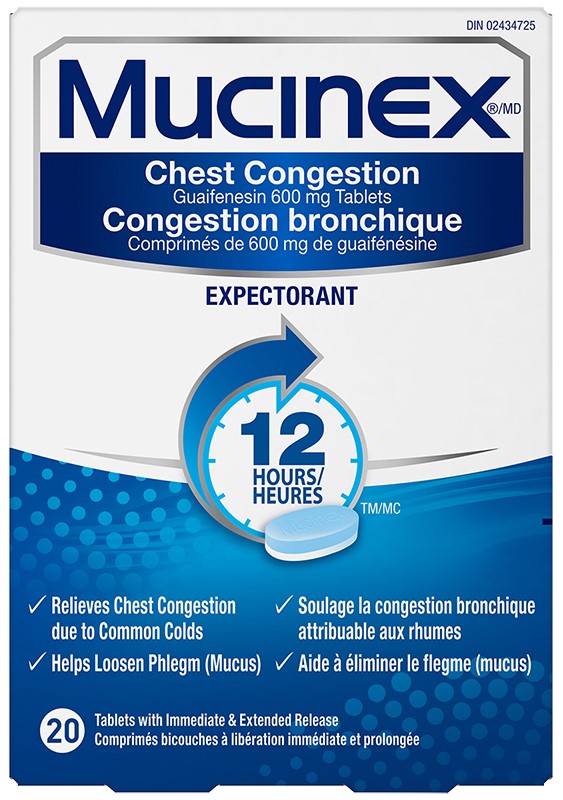 DIN 02434725
Mucinex®/MD
Chest Congestion
Guaifenesin 600 mg Tablets
Congestion bronchique
Comprimés de 600 mg de guaifénésine
EXPECTORANT
12
HOURS/
HEURES
TM/MC
✓ Relieves Chest Congestion
due to Common Colds
✓ Helps Loosen Phlegm (Mucus)
✓ Soulage la congestion bronchique
attribuable aux rhumes
✓ Aide à éliminer le flegme (mucus)
20
Tablets with Immediate & Extended Release
Comprimés bicouches à libération immédiate et prolongée